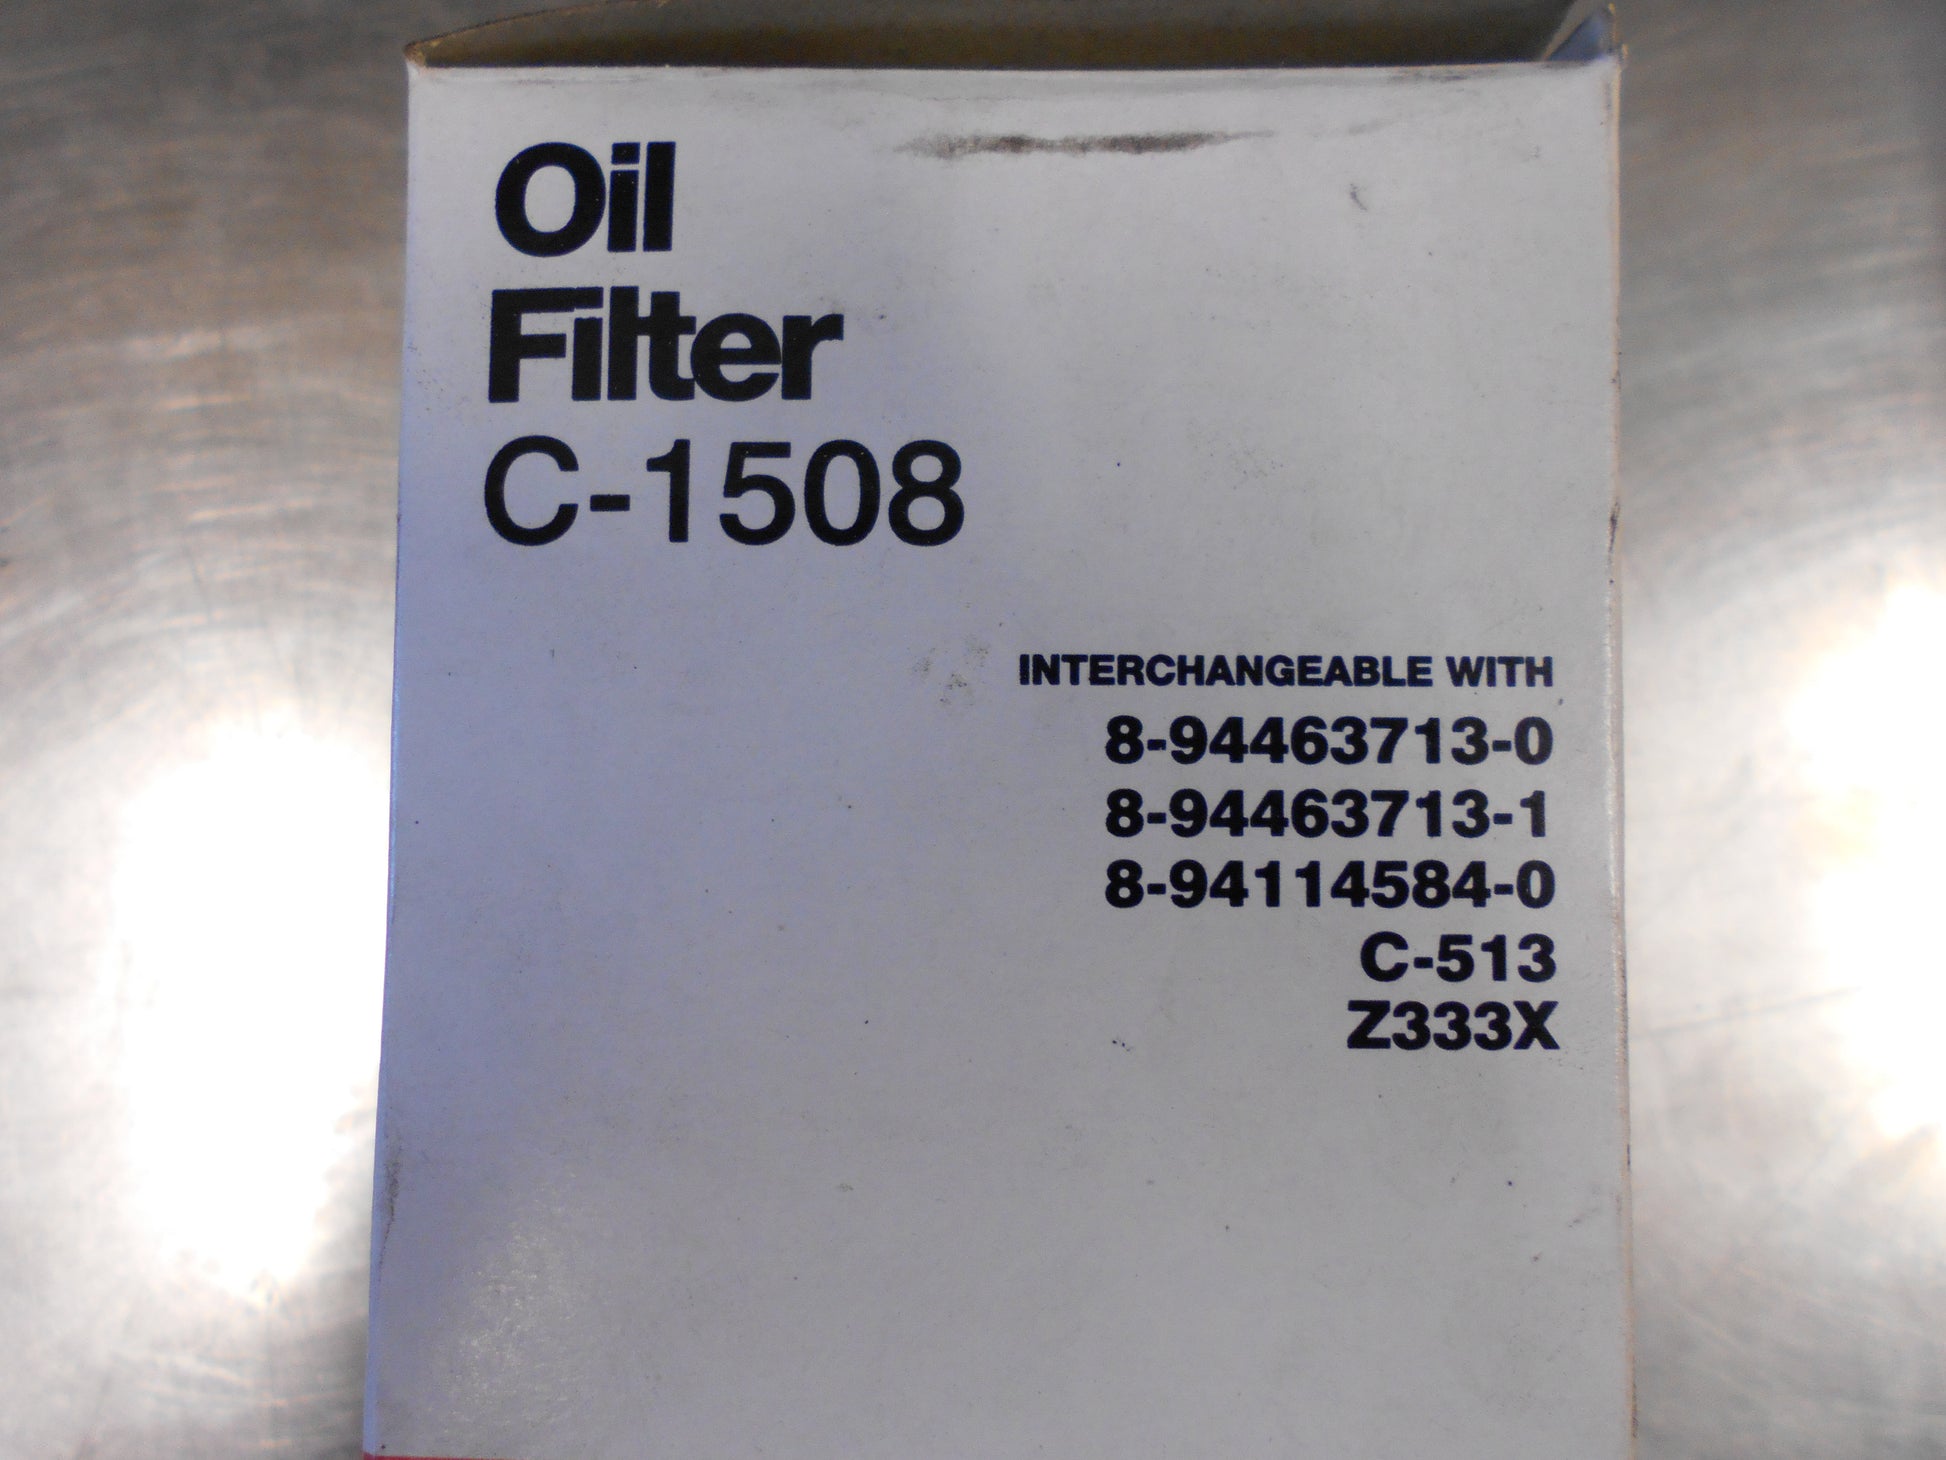 Oil
Filter
C-1508
INTERCHANGEABLE WITH
8-94463713-0
8-94463713-1
8-94114584-0
C-513
Z333X